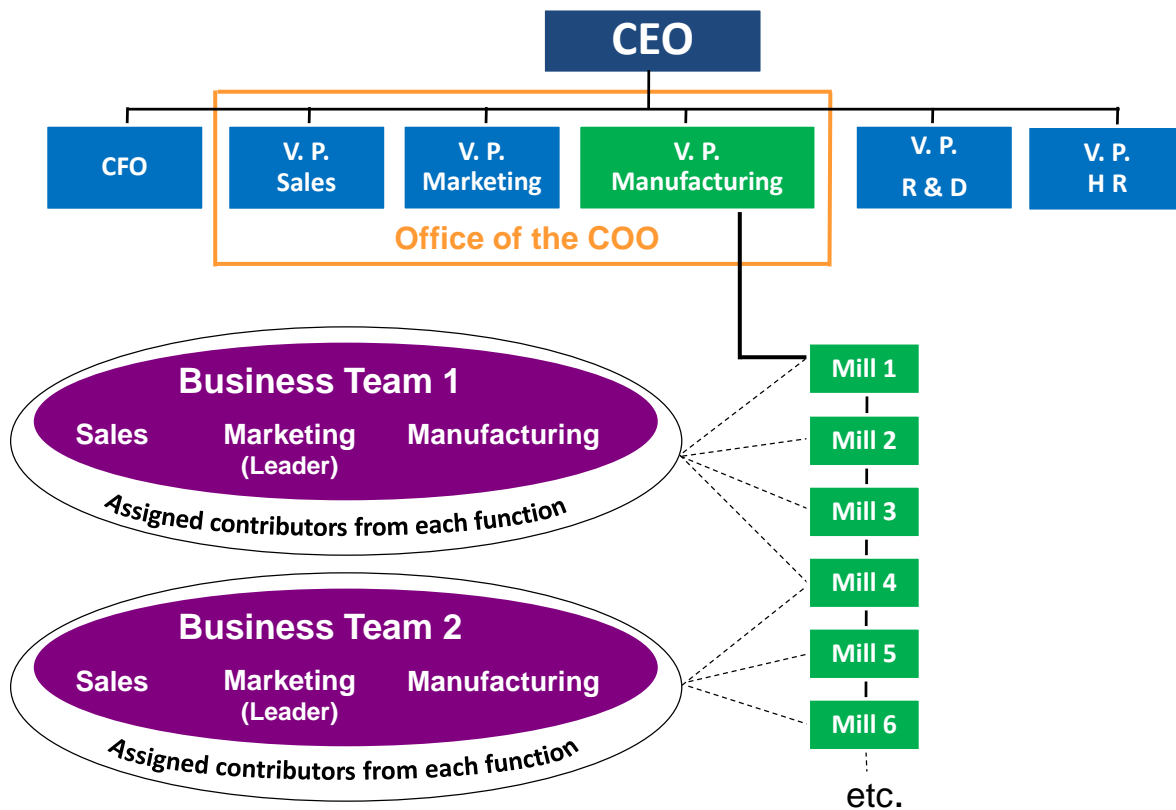 CEO
CFO
V. P.
Sales
V. P.
Marketing
V. P.
Manufacturing
V. P.
R & D
V. P.
H R
Office of the COO
Business Team 1
Sales
Marketing
(Leader)
Manufacturing
Assigned contributors from each function
Business Team 2
Sales
Marketing
(Leader)
Manufacturing
Assigned contributors from each function
Mill 1
Mill 2
Mill 3
Mill 4
Mill 5
Mill 6
etc.